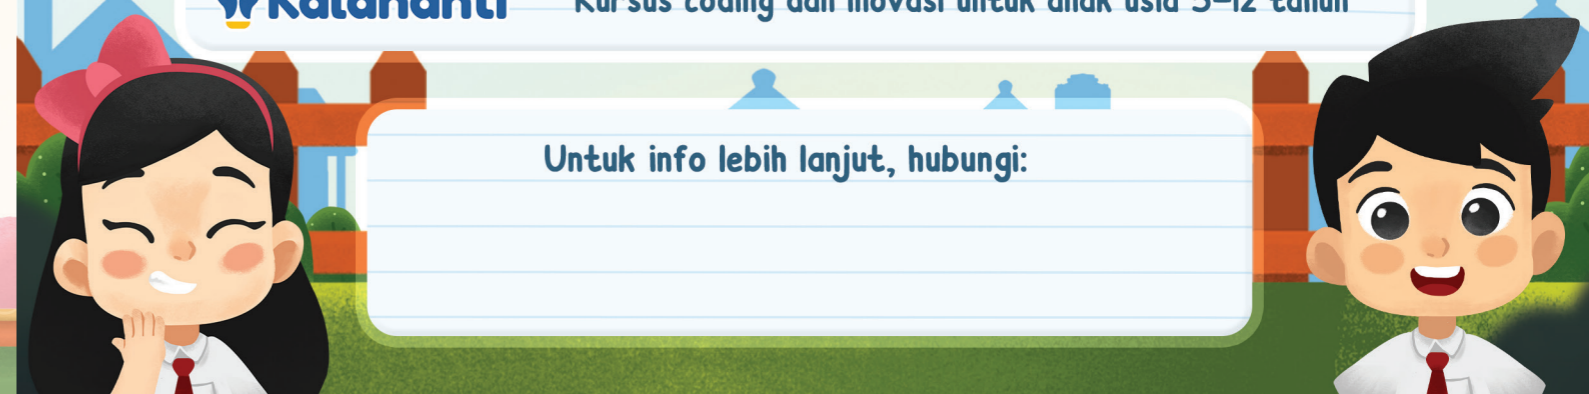 Kalananti Kursus coding dan inovasi untuk anak usia 5-12 tahun
Untuk info lebih lanjut, hubungi: